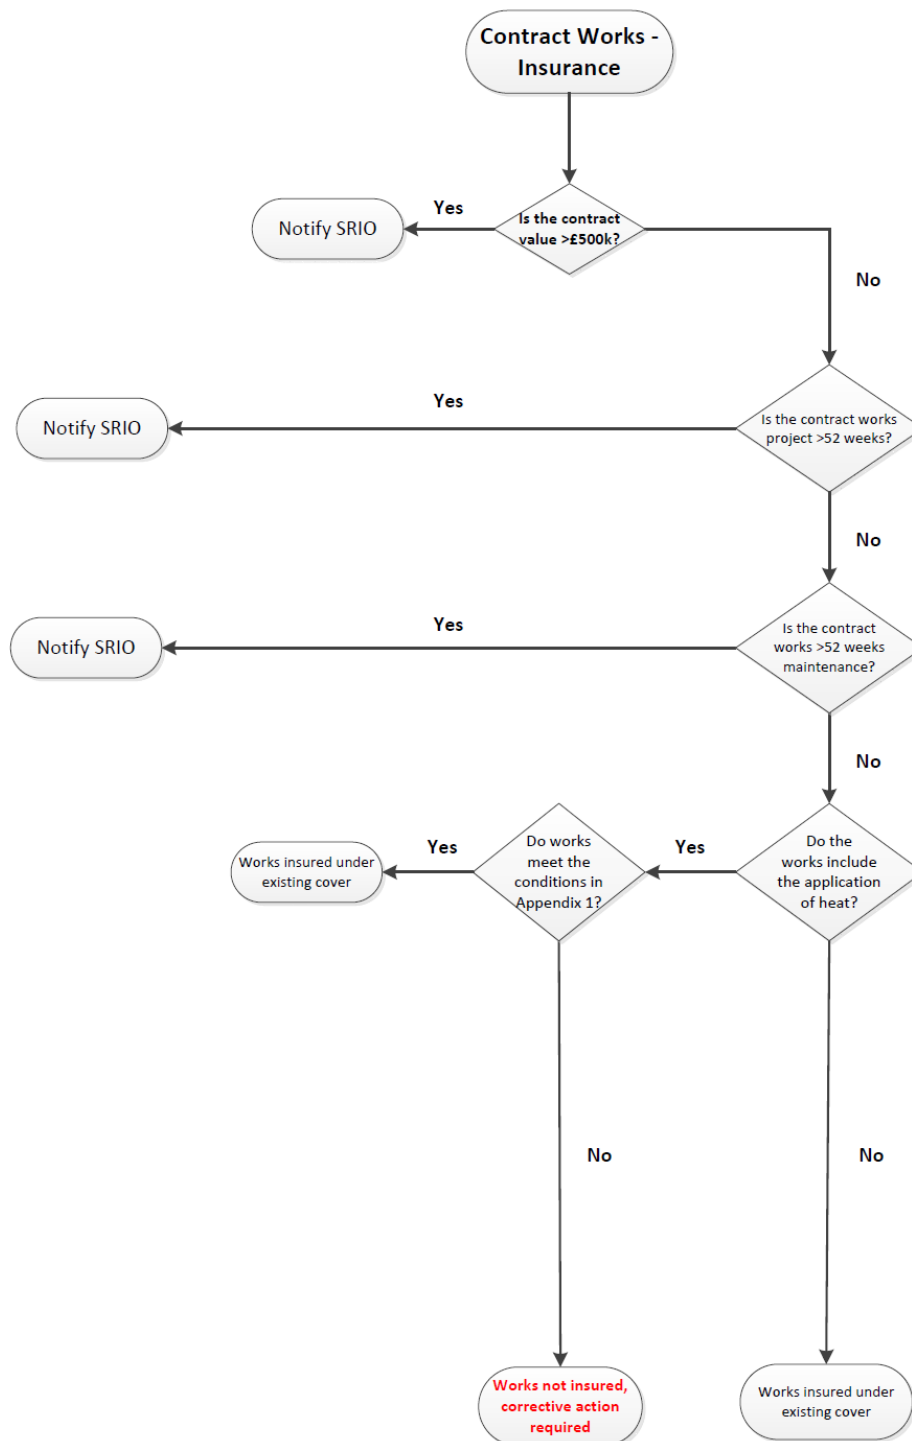 Contract Works -
Insurance
Yes
Is the contract
value >£500k?
Notify SRIO
No
Yes
Is the contract works
project >52 weeks?
Notify SRIO
No
Yes
Is the contract
works >52 weeks
maintenance?
Notify SRIO
No
Do the
works include
the application
of heat?
Yes
Do works
meet the
conditions in
Appendix 1?
Yes
Works insured under
existing cover
No
No
Works not insured,
corrective action
required
Works insured under
existing cover